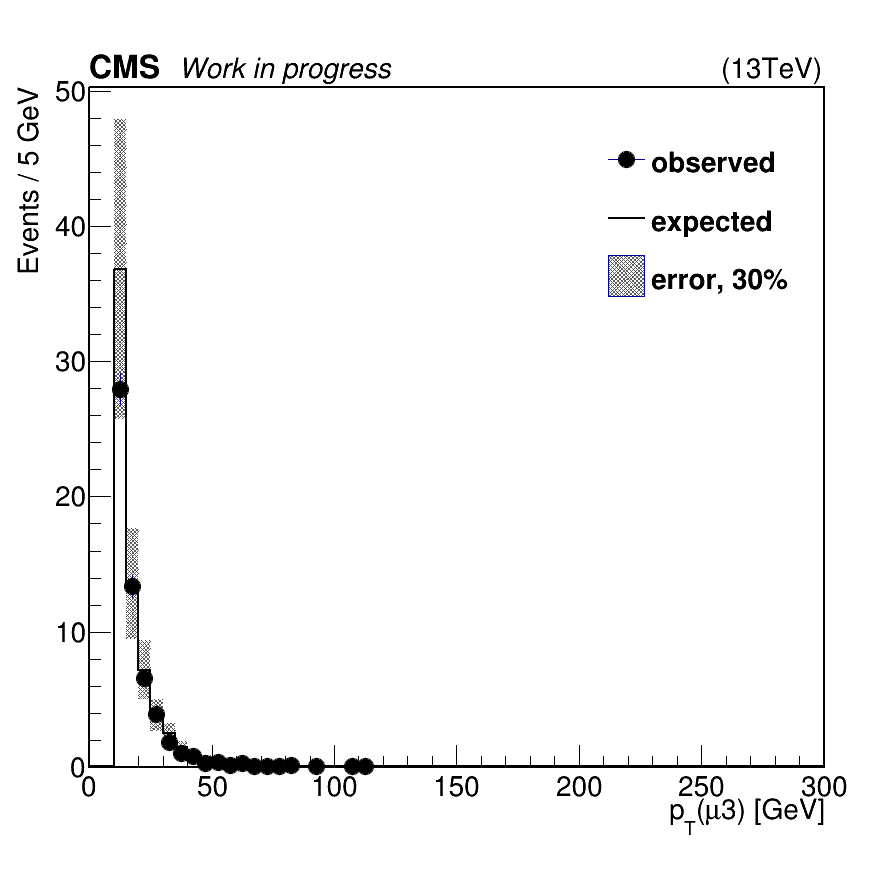 CMS Work in progress (13TeV)
Events / 5 GeV
50
40
30
20
10
0
observed
expected
error, 30%
0 50 100 150 200 250 300
p_T(μ3) [GeV]